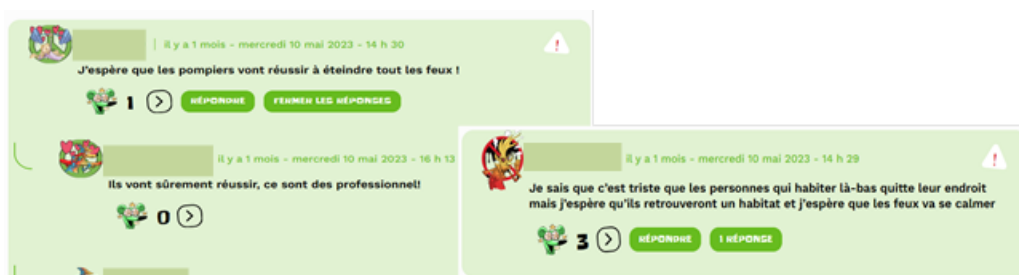 il y a 1 mois - mercredi 10 mai 2023 - 14 h 30
J'espère que les pompiers vont réussir à éteindre tout les feux !
1
RÉPONDRE
FERMER LES RÉPONSES
il y a 1 mois - mercredi 10 mai 2023 - 16 h 13
Ils vont sûrement réussir, ce sont des professionnel!
0
il y a 1 mois - mercredi 10 mai 2023 - 14 h 29
Je sais que c'est triste que les personnes qui habiter là-bas quitte leur endroit
mais j'espère qu'ils retrouveront un habitat et j'espère que les feux va se calmer
3
RÉPONDRE
1 RÉPONSE